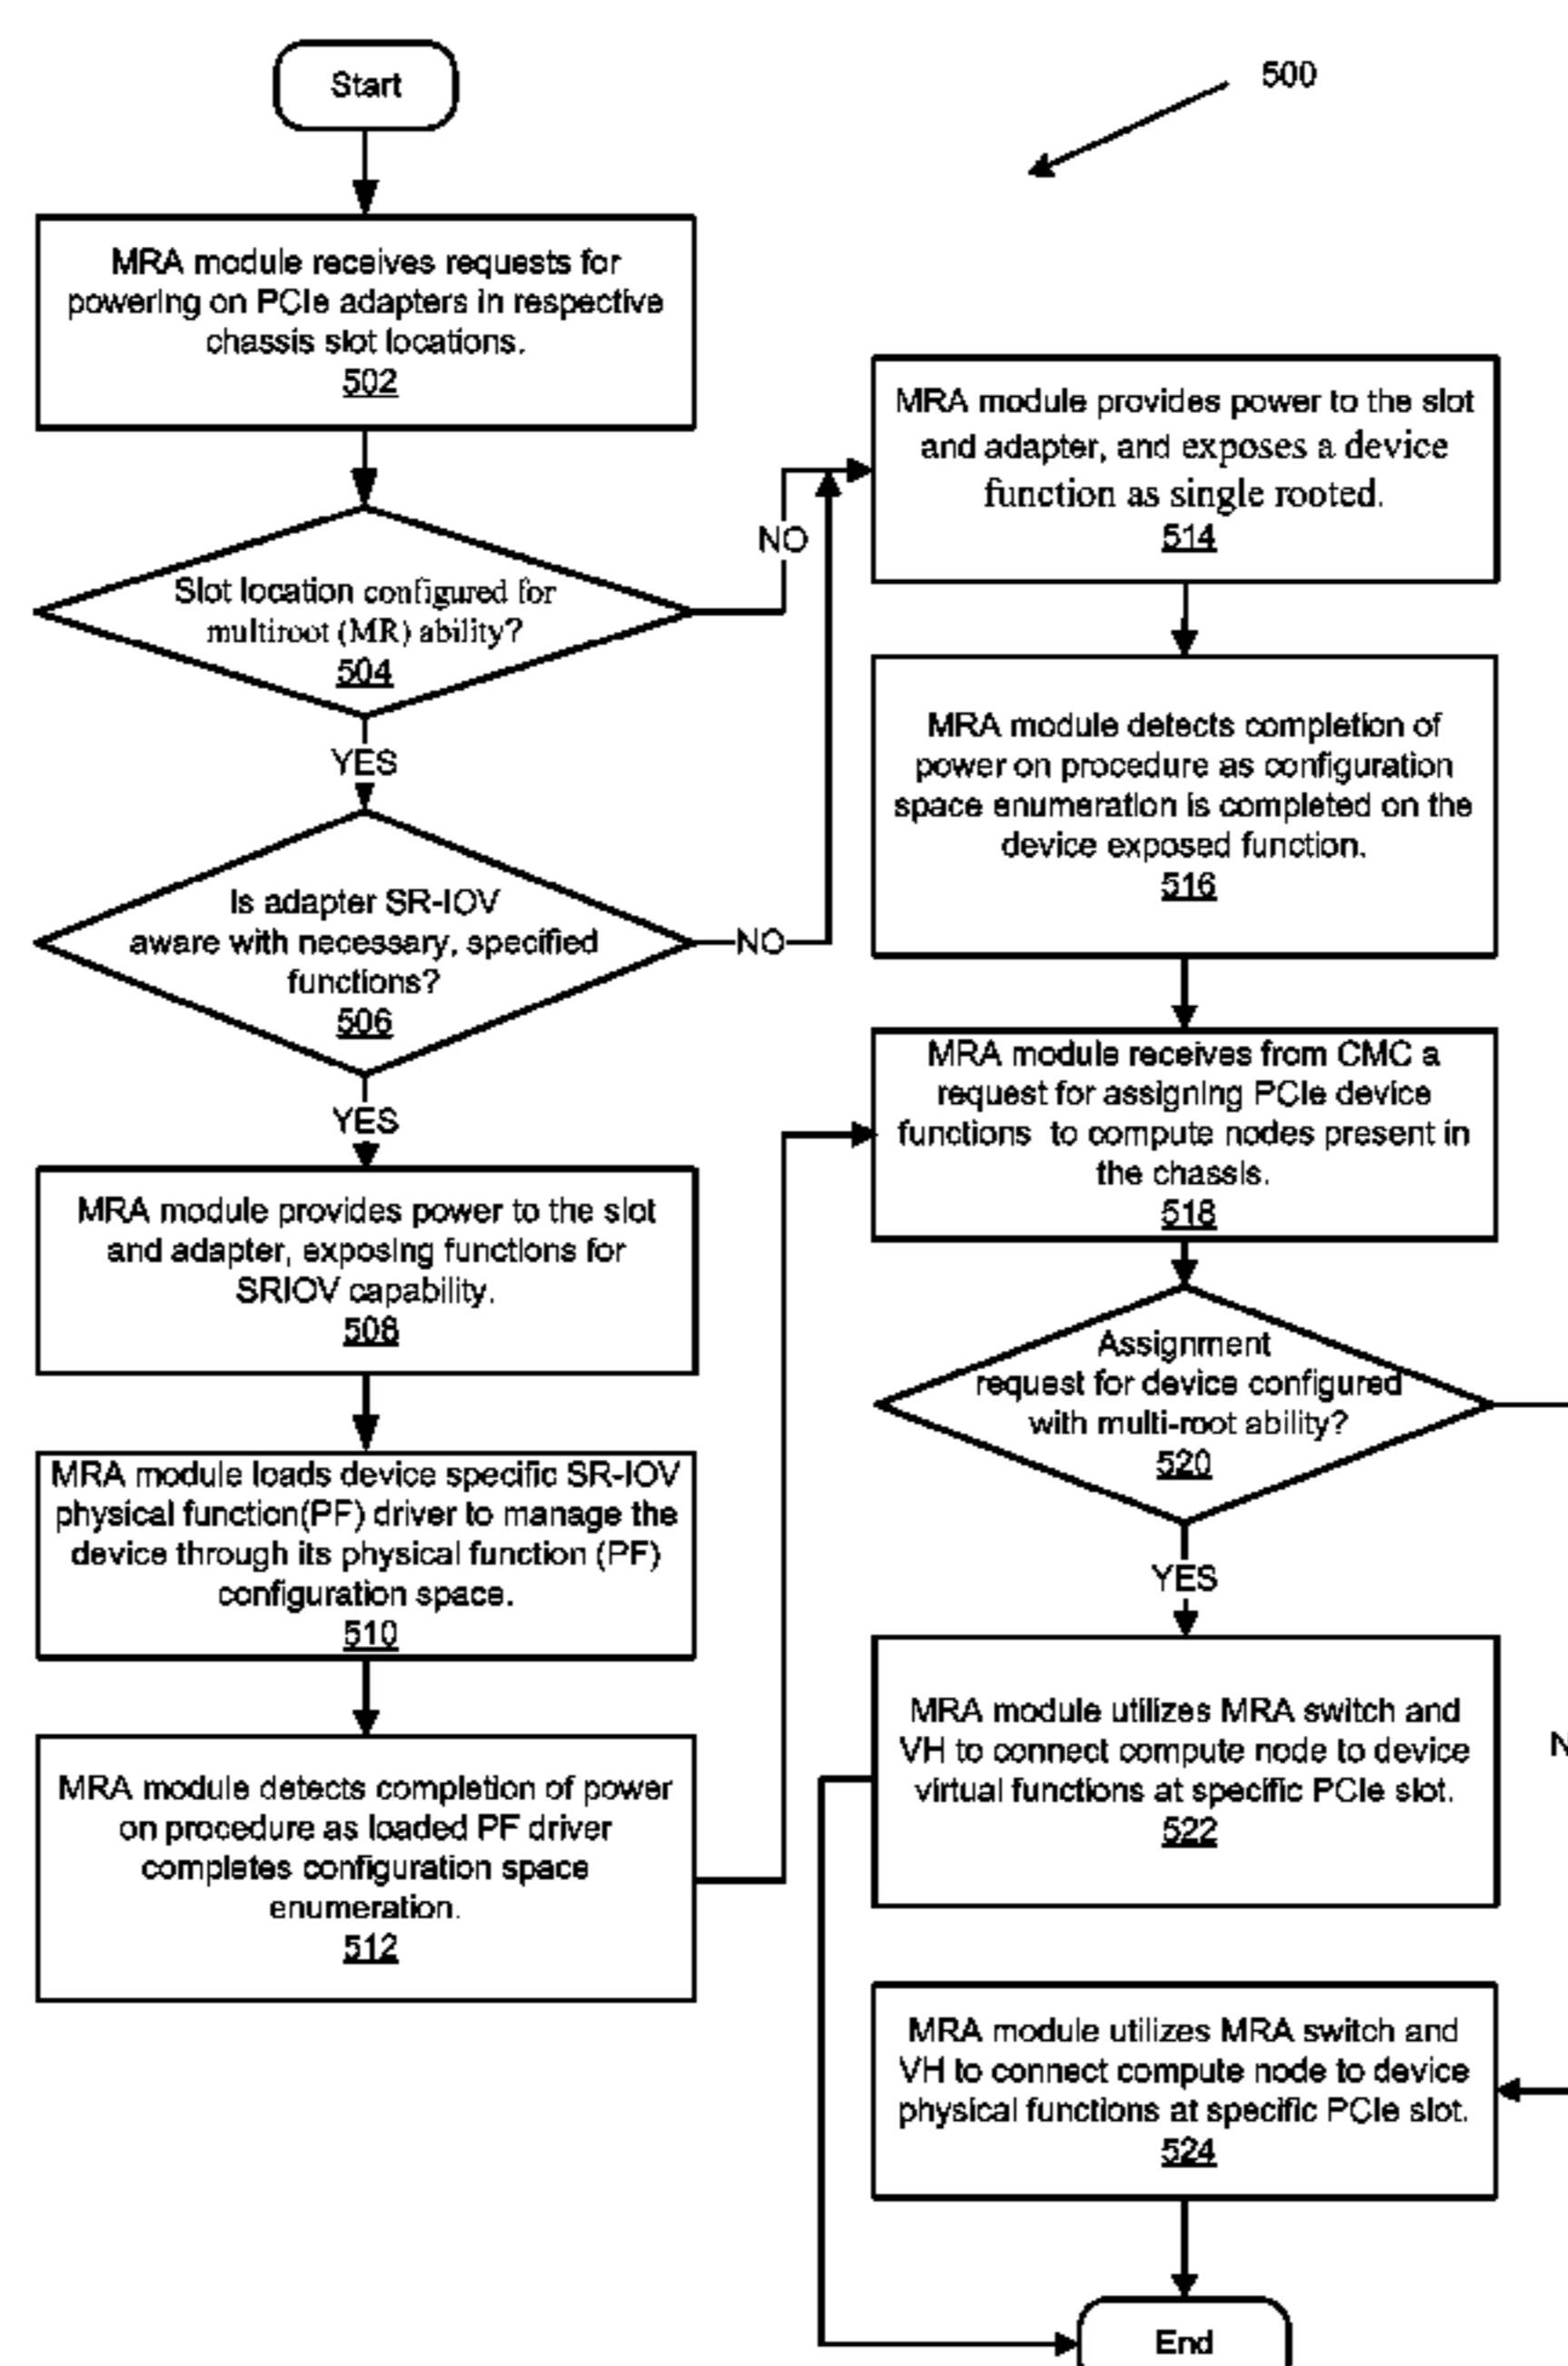 Start
500
MRA module receives requests for
powering on PCIe adapters in respective
chassis slot locations.
502
Slot location configured for
multiroot (MR) ability?
504
NO
YES
Is adapter SR-IOV
aware with necessary, specified
functions?
506
NO
YES
MRA module provides power to the slot
and adapter, exposing functions for
SRIOV capability.
508
MRA module loads device specific SR-IOV
physical function(PF) driver to manage the
device through its physical function (PF)
configuration space.
510
MRA module detects completion of power
on procedure as loaded PF driver
completes configuration space
enumeration.
512
MRA module provides power to the slot
and adapter, and exposes a device
function as single rooted.
514
MRA module detects completion of
power on procedure as configuration
space enumeration is completed on the
device exposed function.
516
MRA module receives from CMC a
request for assigning PCIe device
functions to compute nodes present in
the chassis.
518
Assignment
request for device configured
with multi-root ability?
520
YES
MRA module utilizes MRA switch and
VH to connect compute node to device
virtual functions at specific PCIe slot.
522
MRA module utilizes MRA switch and
VH to connect compute node to device
physical functions at specific PCIe slot.
524
End